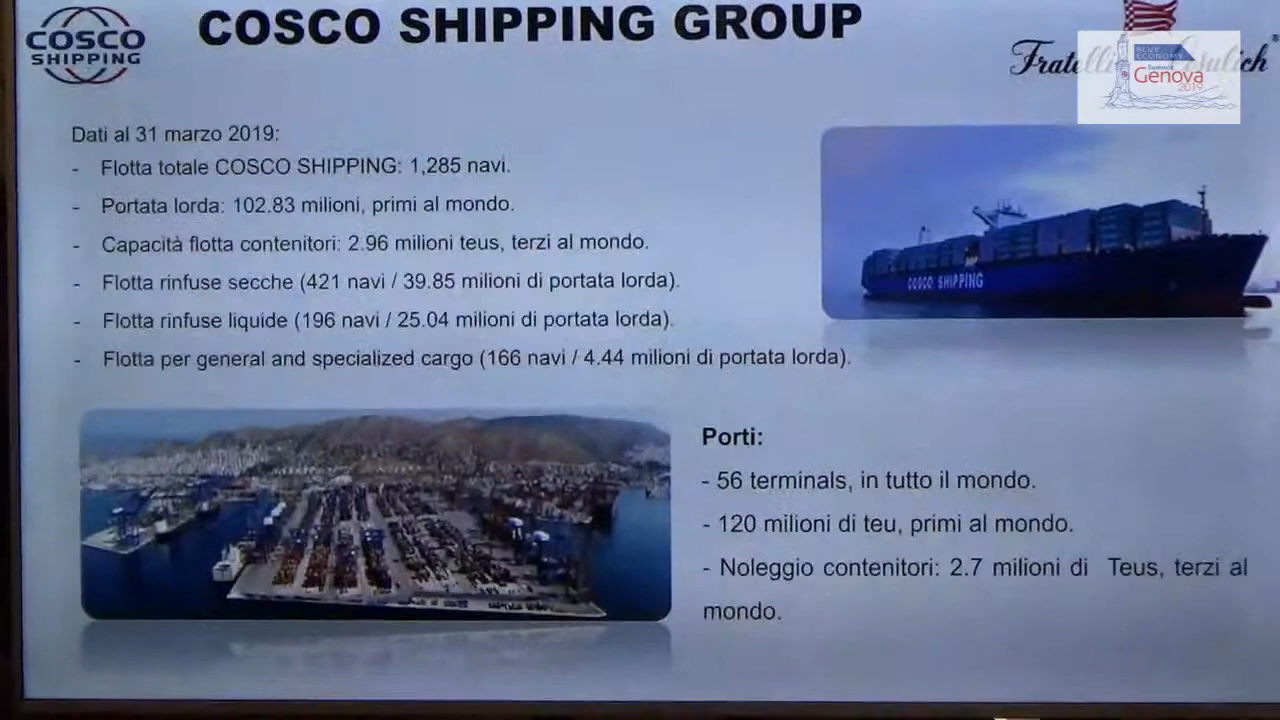 COSCO SHIPPING GROUP
COSCO
SHIPPING
BLUE
ECONOMY
Summit
Genova
2019
Dati al 31 marzo 2019:
- Flotta totale COSCO SHIPPING: 1,285 navi.
- Portata lorda: 102.83 milioni, primi al mondo.
- Capacità flotta contenitori: 2.96 milioni teus, terzi al mondo.
- Flotta rinfuse secche (421 navi / 39.85 milioni di portata lorda).
- Flotta rinfuse liquide (196 navi / 25.04 milioni di portata lorda).
- Flotta per general and specialized cargo (166 navi / 4.44 milioni di portata lorda).
COSCO SHIPPING
Porti:
- 56 terminals, in tutto il mondo.
- 120 milioni di teu, primi al mondo.
- Noleggio contenitori: 2.7 milioni di Teus, terzi al
mondo.